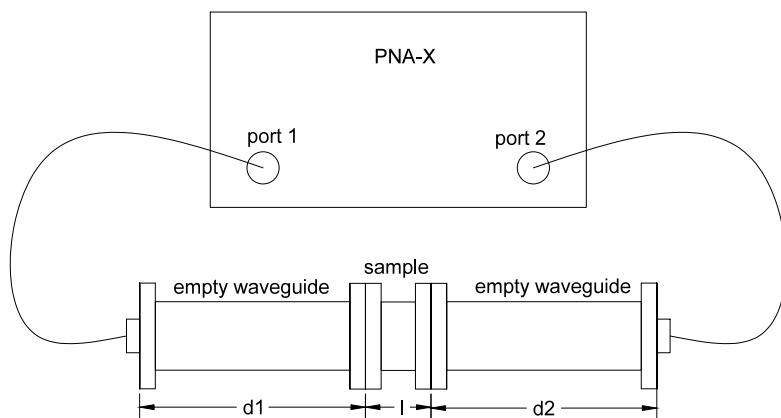 PNA-X
port 1
port 2
sample
empty waveguide
empty waveguide
d1
l
d2